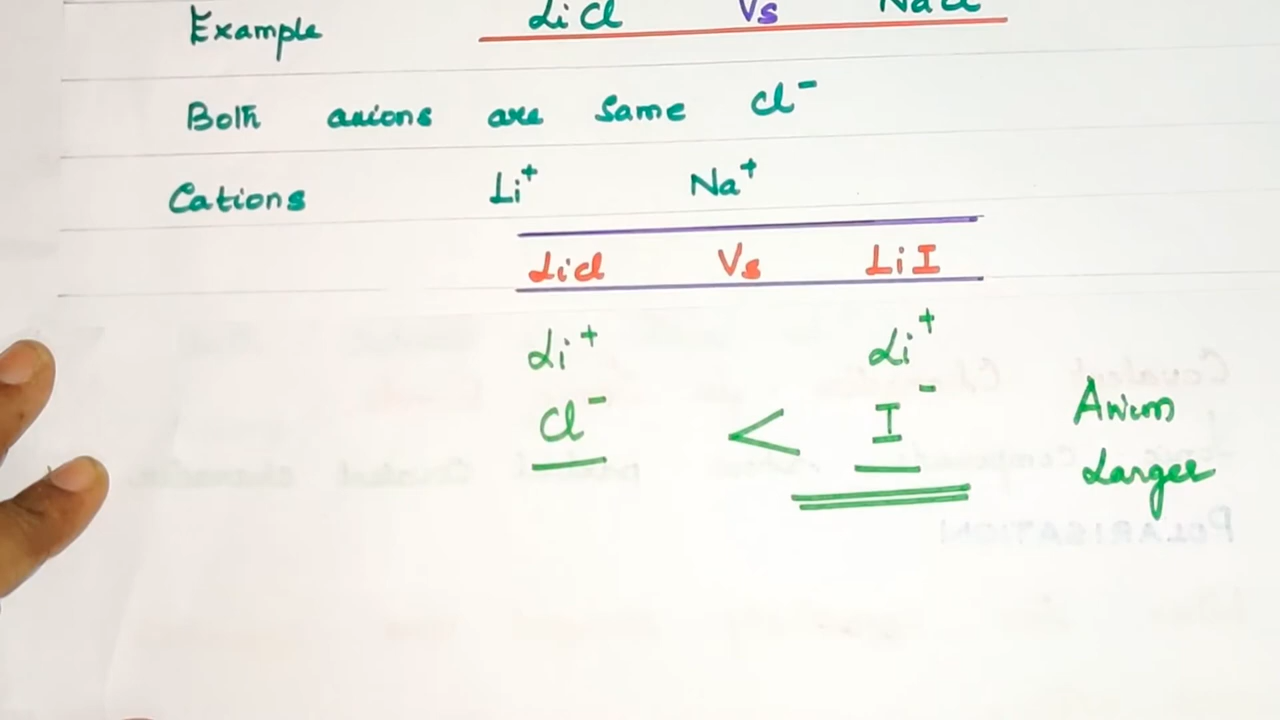 Example LiCl Vs NaCl
Both anions are same Cl⁻
Cations Li⁺ Na⁺
LiCl Vs LiI
Li⁺ Li⁺
Cl⁻ < I⁻ Anion
Larger
POLARISATION